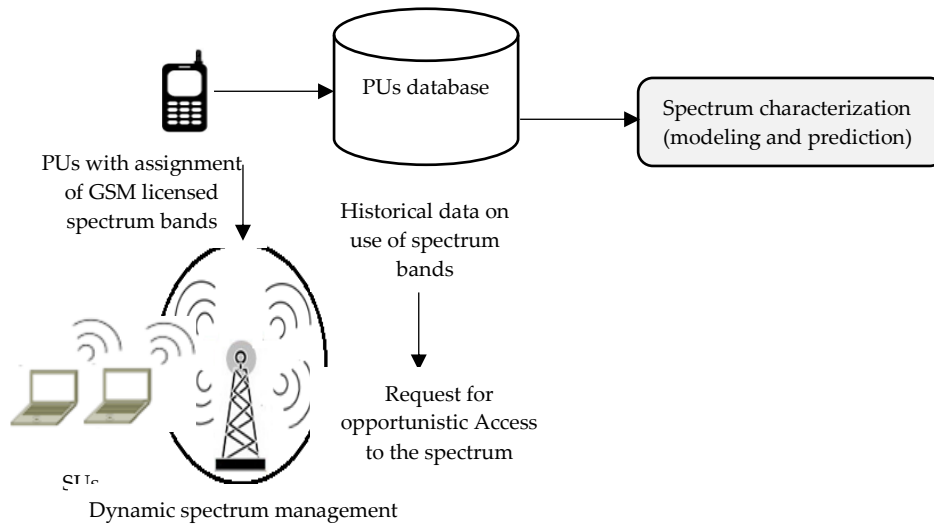 PUs database
Spectrum characterization
(modeling and prediction)
PUs with assignment
of GSM licensed
spectrum bands
Historical data on
use of spectrum
bands
Request for
opportunistic Access
to the spectrum
SUs
Dynamic spectrum management